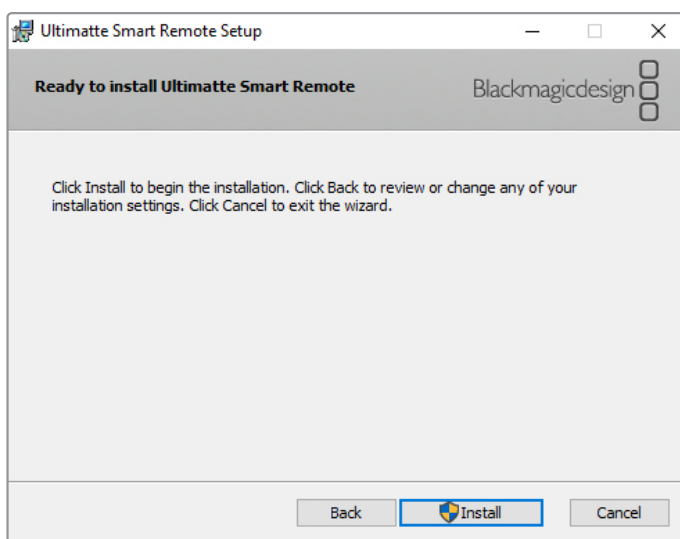 Ultimatte Smart Remote Setup
Ready to install Ultimatte Smart Remote
Blackmagicdesign
Click Install to begin the installation. Click Back to review or change any of your
installation settings. Click Cancel to exit the wizard.
Back
Install
Cancel